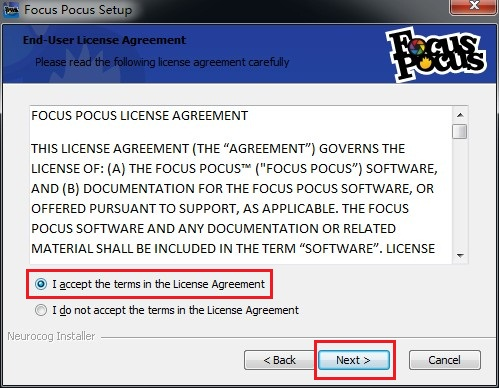 Focus Pocus Setup
End-User License Agreement
Please read the following license agreement carefully
FOCUS
POCUS
FOCUS POCUS LICENSE AGREEMENT
THIS LICENSE AGREEMENT (THE “AGREEMENT”) GOVERNS THE
LICENSE OF: (A) THE FOCUS POCUS™ ("FOCUS POCUS”) SOFTWARE,
AND (B) DOCUMENTATION FOR THE FOCUS POCUS SOFTWARE, OR
OFFERED PURSUANT TO SUPPORT, AS APPLICABLE. THE FOCUS
POCUS SOFTWARE AND ANY DOCUMENTATION OR RELATED
MATERIAL SHALL BE INCLUDED IN THE TERM “SOFTWARE”. LICENSE
I accept the terms in the License Agreement
I do not accept the terms in the License Agreement
Neurocog Installer
< Back
Next >
Cancel